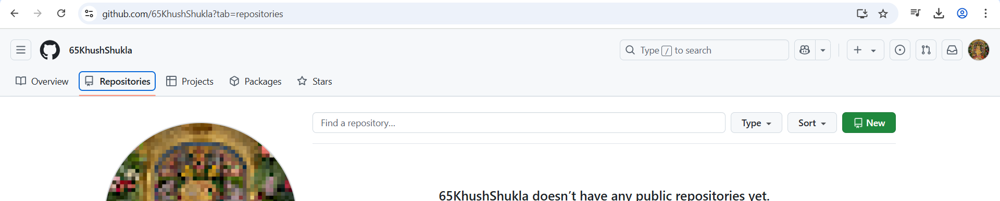 github.com/65KhushShukla?tab=repositories
65KhushShukla
Type / to search
Overview
Repositories
Projects
Packages
Stars
Find a repository...
Type
Sort
New
65KhushShukla doesn’t have any public repositories yet.